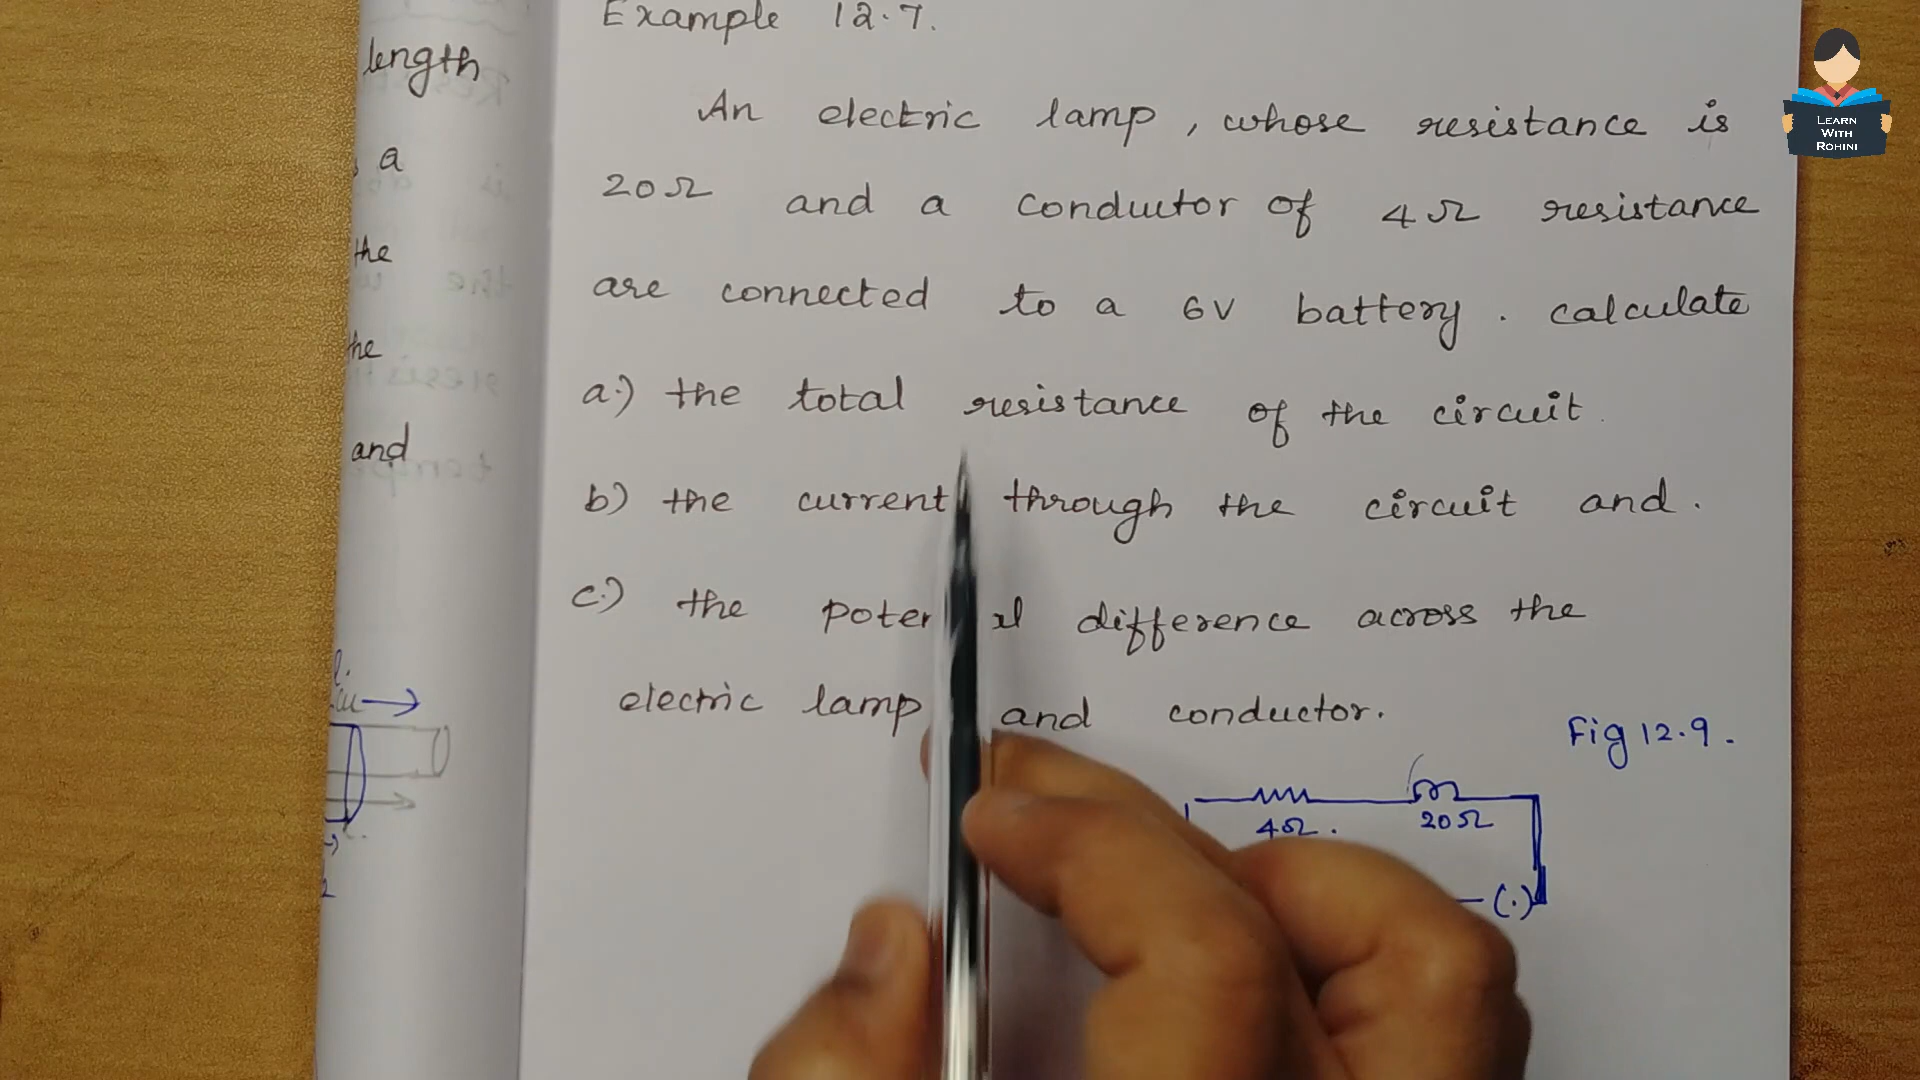 length
a
the
the
and
Example 12.7.
An electric lamp, whose resistance is
20Ω and a conductor of 4Ω resistance
are connected to a 6V battery. calculate
a.) the total resistance of the circuit.
b) the current through the circuit and.
c.) the difference across the
electric lamp and conductor.
Fig 12.9.
4Ω. 20Ω
(.)
LEARN
WITH
ROHINI